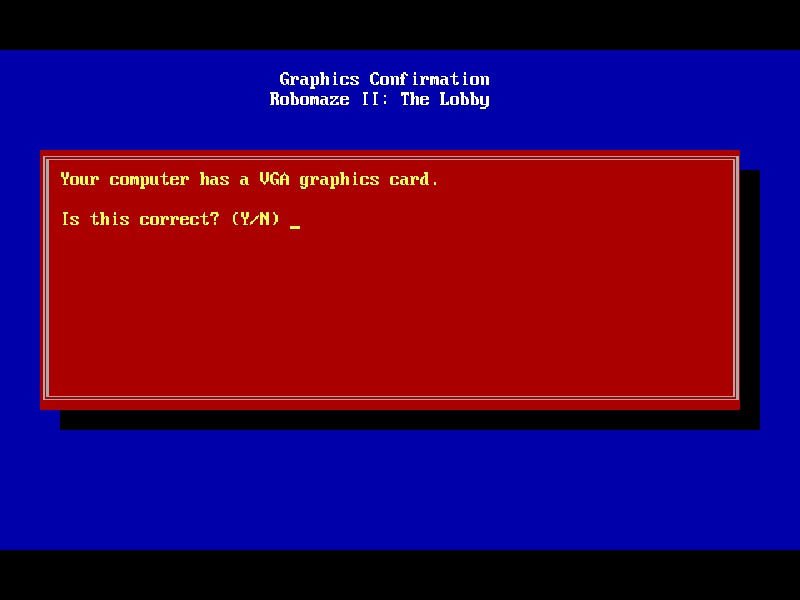 Graphics Confirmation
Robomaze II: The Lobby
Your computer has a VGA graphics card.
Is this correct? (Y/N) _